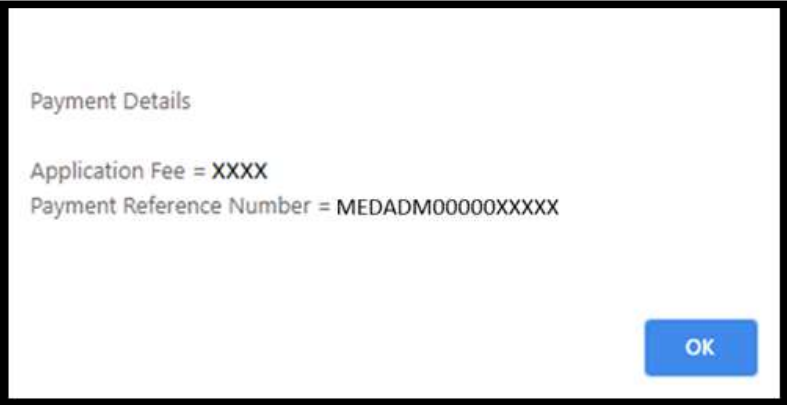 Payment Details
Application Fee = XXXX
Payment Reference Number = MEDADM00000XXXXX
OK